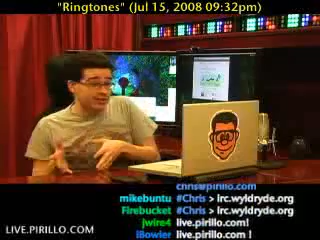 "Ringtones" (Jul 15, 2008 09:32pm)
chris@pirillo.com
mikebuntu #Chris > irc.wyldryde.org
Firebucket #Chris > irc.wyldryde.org
jwire4 live.pirillo.com!
iBowler live.pirillo.com !
LIVE.PIRILLO.COM